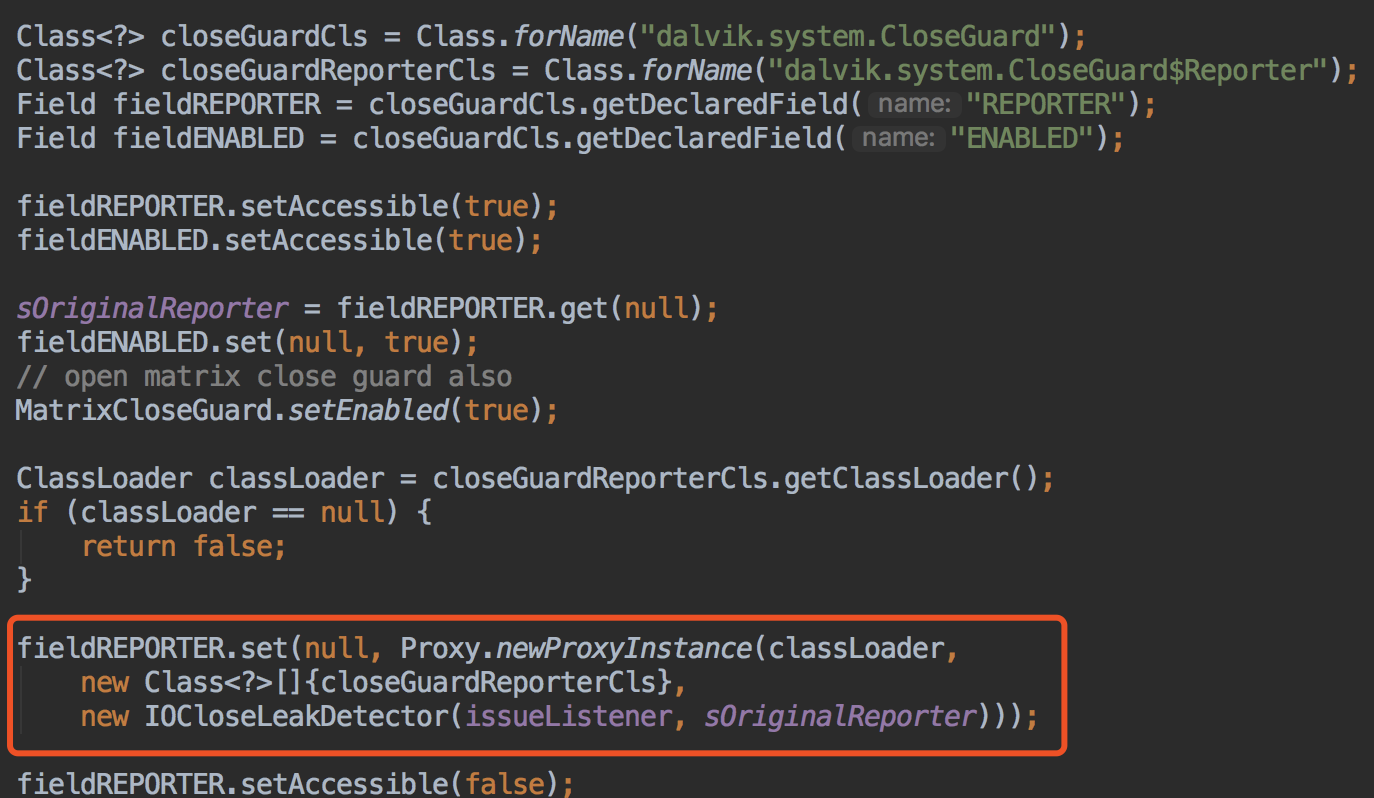 Class<?> closeGuardCls = Class.forName("dalvik.system.CloseGuard");
Class<?> closeGuardReporterCls = Class.forName("dalvik.system.CloseGuard$Reporter");
Field fieldREPORTER = closeGuardCls.getDeclaredField( name: "REPORTER");
Field fieldENABLED = closeGuardCls.getDeclaredField( name: "ENABLED");
fieldREPORTER.setAccessible(true);
fieldENABLED.setAccessible(true);
sOriginalReporter = fieldREPORTER.get(null);
fieldENABLED.set(null, true);
// open matrix close guard also
MatrixCloseGuard.setEnabled(true);
ClassLoader classLoader = closeGuardReporterCls.getClassLoader();
if (classLoader == null) {
    return false;
}
fieldREPORTER.set(null, Proxy.newProxyInstance(classLoader,
    new Class<?>[]{closeGuardReporterCls},
    new IOCloseLeakDetector(issueListener, sOriginalReporter)));
fieldREPORTER.setAccessible(false);